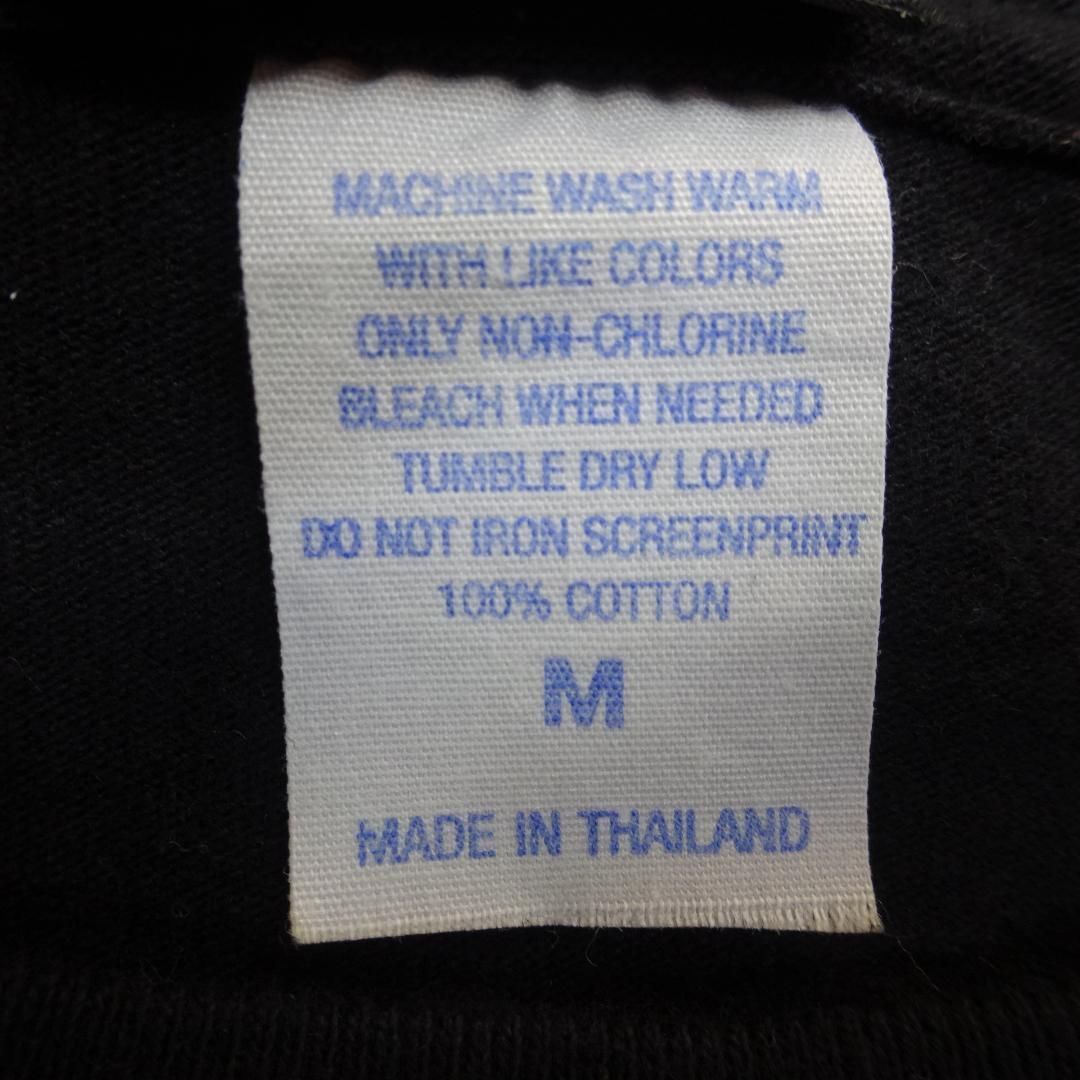 MACHINE WASH WARM
WITH LIKE COLORS
ONLY NON-CHLORINE
BLEACH WHEN NEEDED
TUMBLE DRY LOW
DO NOT IRON SCREENPRINT
100% COTTON
M
MADE IN THAILAND